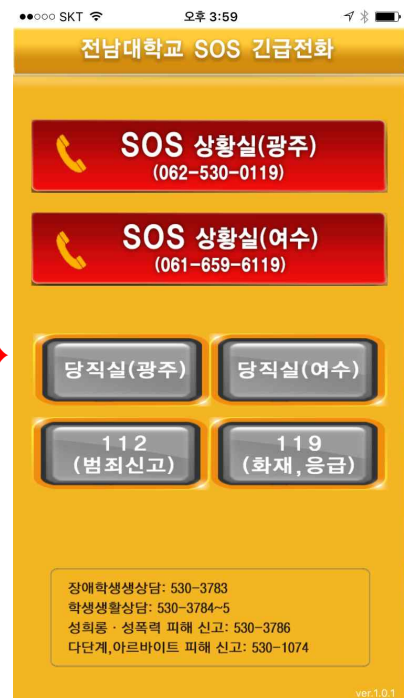 ●●○○○ SKT 오후 3:59
전남대학교 SOS 긴급전화
SOS 상황실(광주)
(062-530-0119)
SOS 상황실(여수)
(061-659-6119)
당직실(광주) 당직실(여수)
112 119
(범죄신고) (화재,응급)
장애학생생상담: 530-3783
학생생활상담: 530-3784~5
성희롱 · 성폭력 피해 신고: 530-3786
다단계,아르바이트 피해 신고: 530-1074
ver.1.0.1